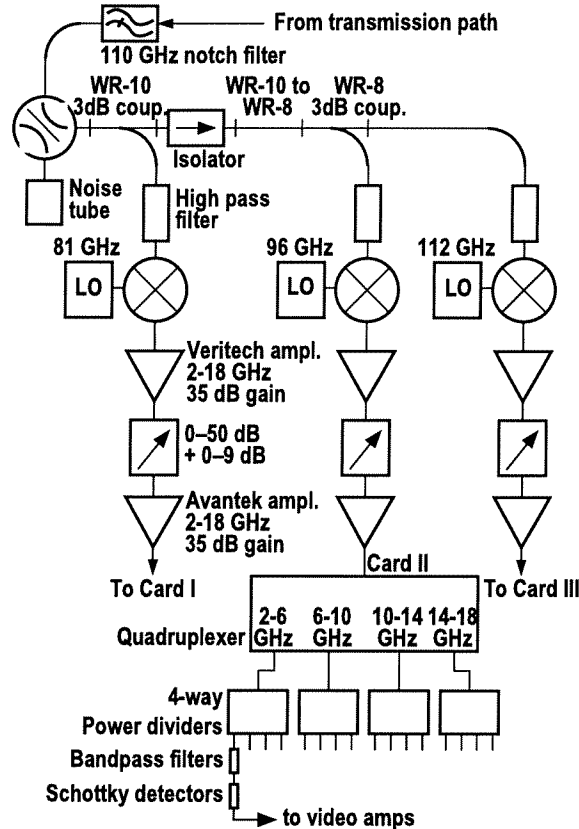 From transmission path
110 GHz notch filter
WR-10
3dB coup.
WR-10 to
WR-8
WR-8
3dB coup.
Isolator
Noise
tube
High pass
filter
81 GHz
96 GHz
112 GHz
LO
LO
LO
Veritech ampl.
2-18 GHz
35 dB gain
0–50 dB
+ 0–9 dB
Avantek ampl.
2-18 GHz
35 dB gain
To Card I
Card II
To Card III
2-6
GHz
6-10
GHz
10-14
GHz
14-18
GHz
Quadruplexer
4-way
Power dividers
Bandpass filters
Schottky detectors
to video amps